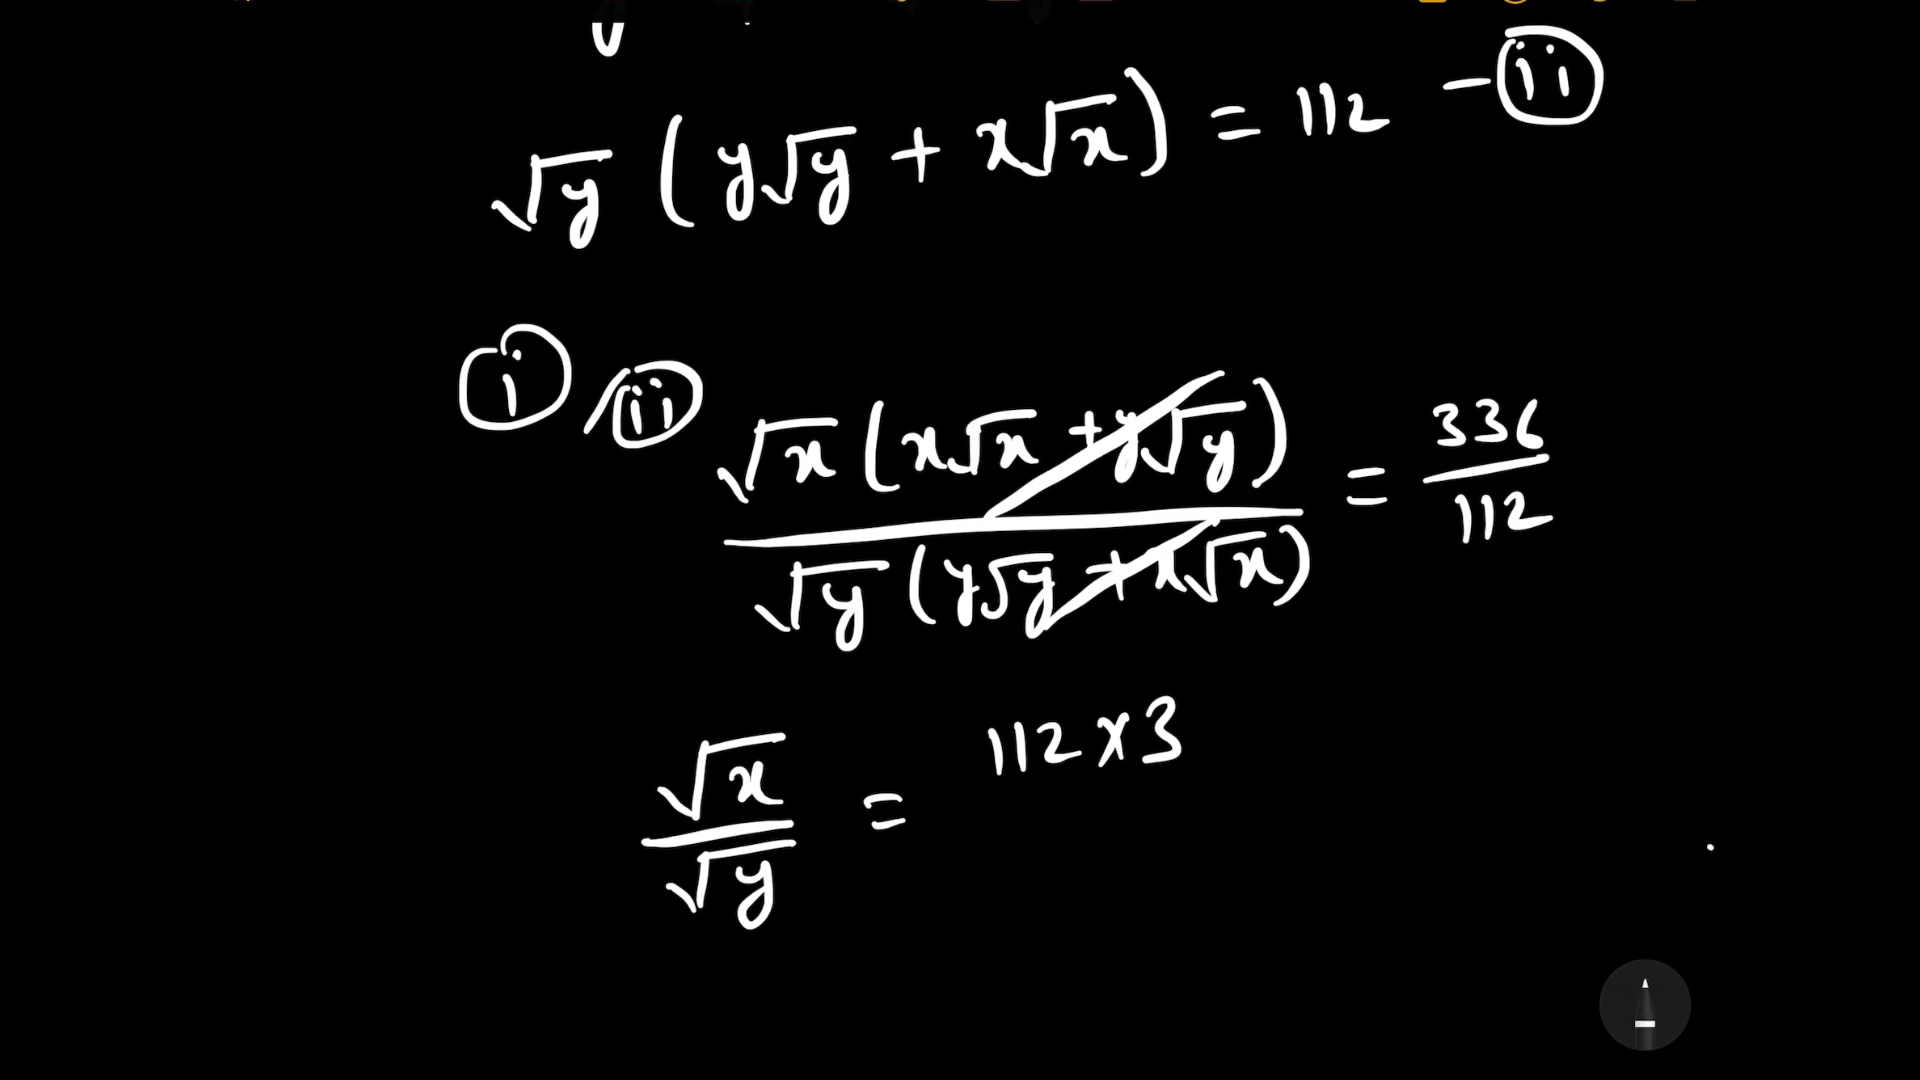 √y (y√y + x√x) = 112 - ii
i / ii √x (x√x + y√y) / √y (y√y + x√x) = 336 / 112
√x / √y = 112 x 3